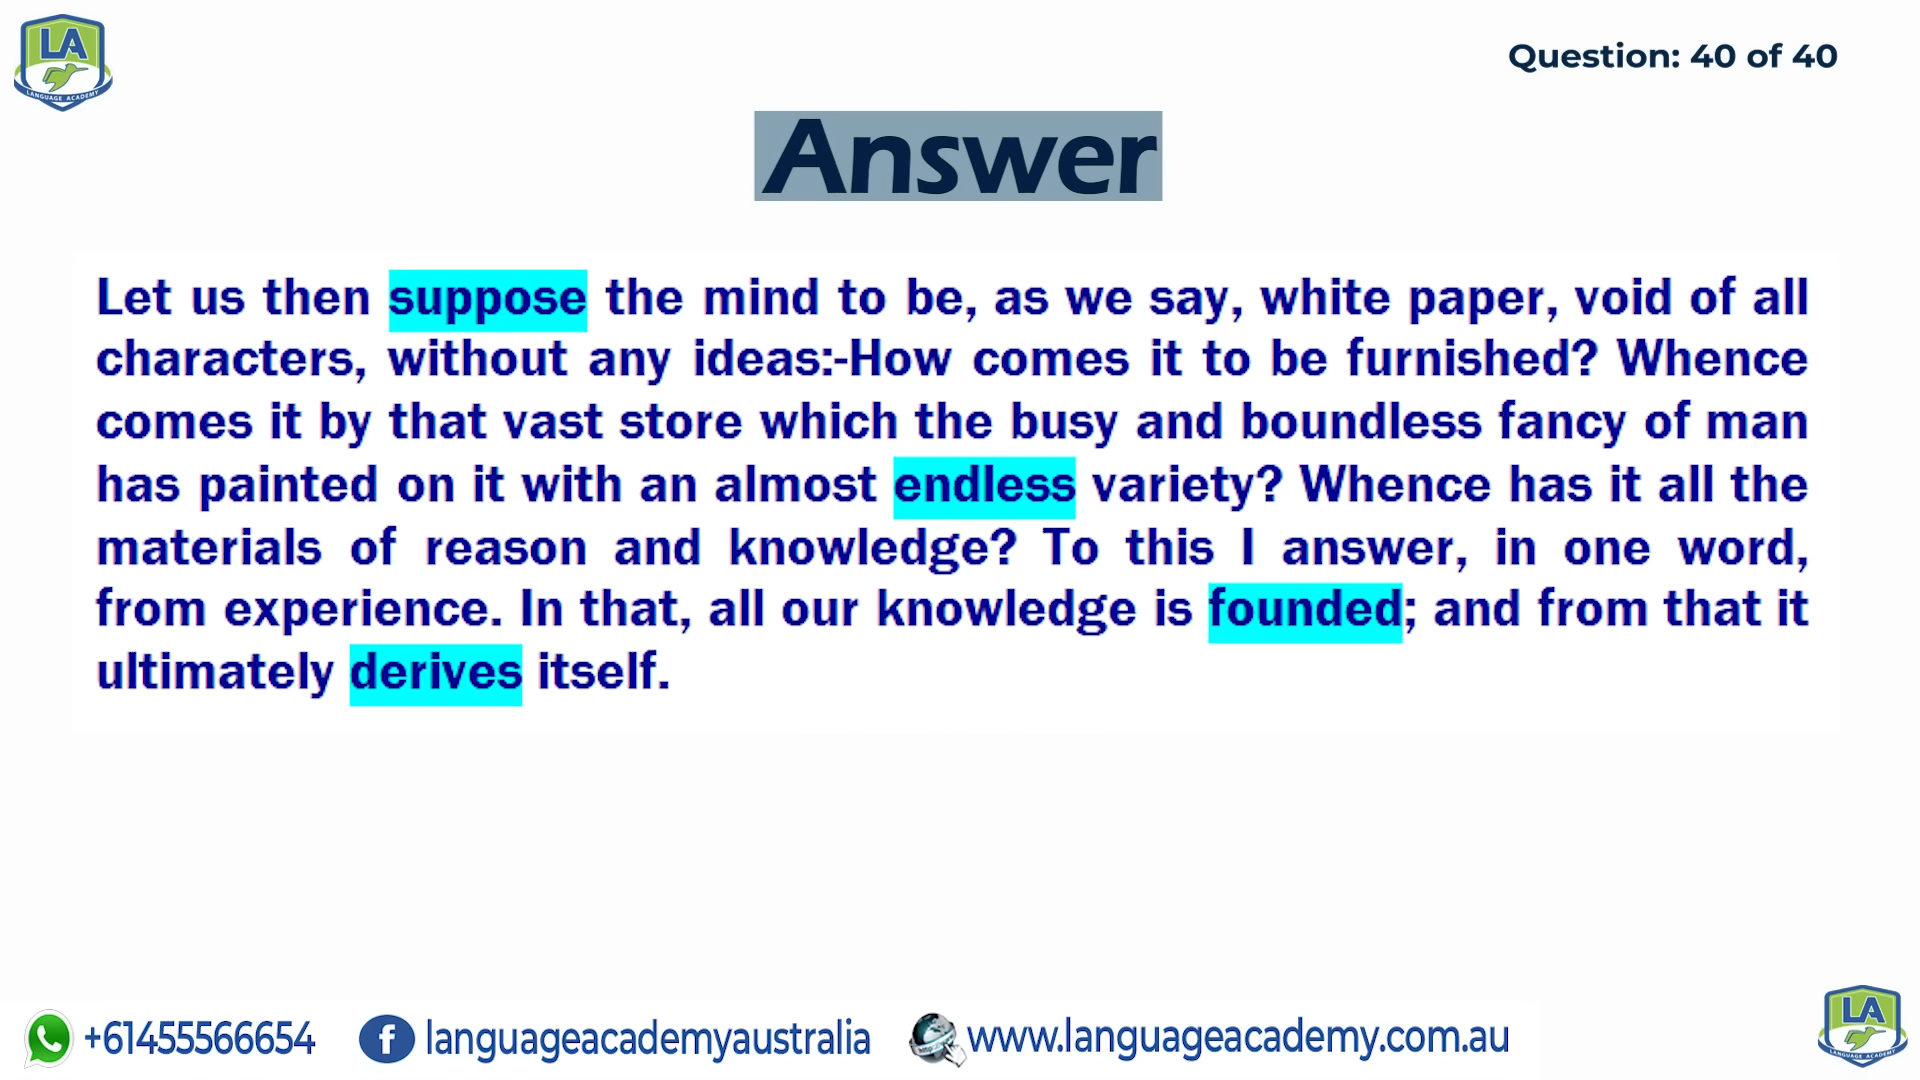 LA
LANGUAGE ACADEMY
Question: 40 of 40
Answer
Let us then suppose the mind to be, as we say, white paper, void of all
characters, without any ideas:-How comes it to be furnished? Whence
comes it by that vast store which the busy and boundless fancy of man
has painted on it with an almost endless variety? Whence has it all the
materials of reason and knowledge? To this I answer, in one word,
from experience. In that, all our knowledge is founded; and from that it
ultimately derives itself.
+61455566654
f languageacademyaustralia
http:// www.languageacademy.com.au
LA
LANGUAGE ACADEMY